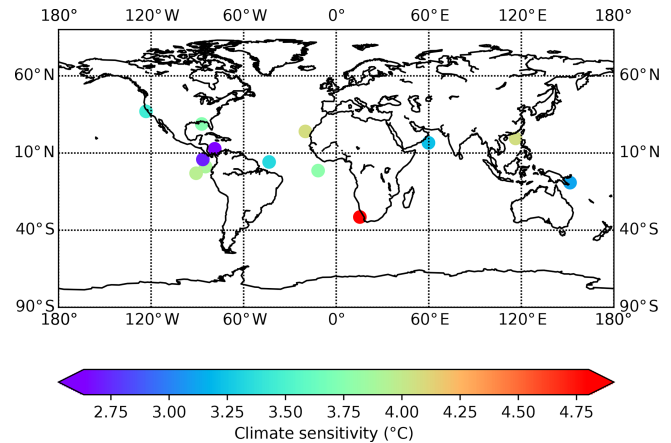 180° 120° W 60° W 0° 60° E 120° E 180°
60° N 60° N
10° N 10° N
40° S 40° S
90° S 90° S
180° 120° W 60° W 0° 60° E 120° E 180°
2.75 3.00 3.25 3.50 3.75 4.00 4.25 4.50 4.75
Climate sensitivity (°C)